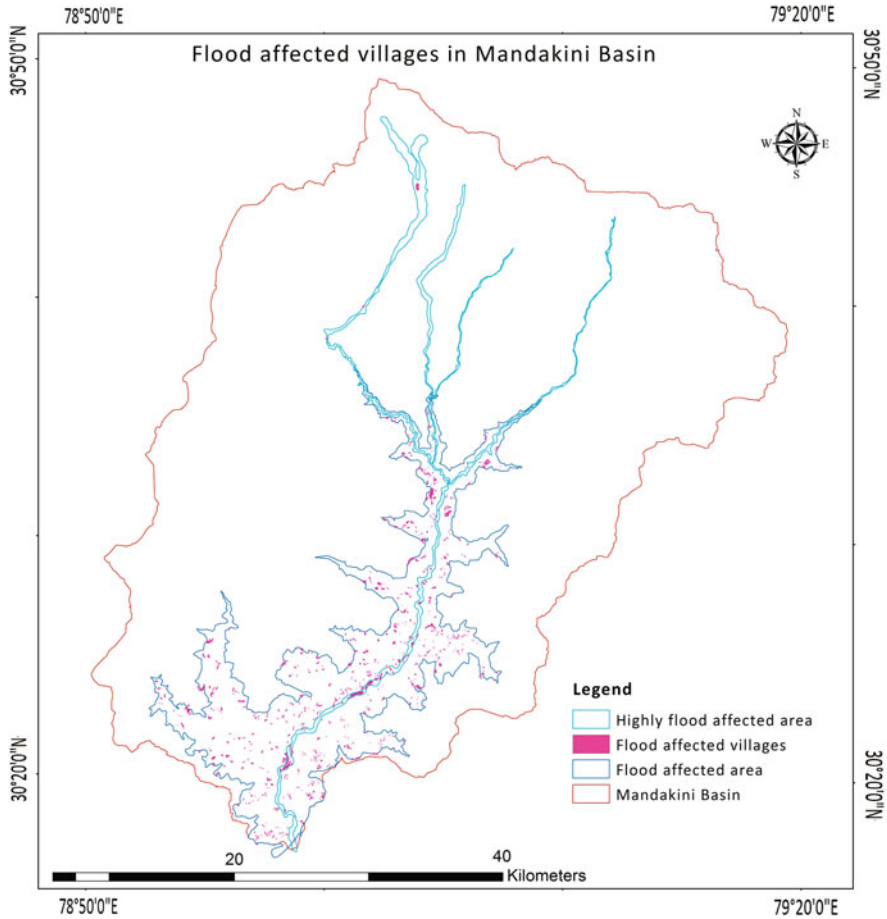 78°50'0"E
79°20'0"E
30°50'0"N
30°50'0"N
Flood affected villages in Mandakini Basin
N
W
E
S
Legend
Highly flood affected area
Flood affected villages
Flood affected area
Mandakini Basin
30°20'0"N
30°20'0"N
20
40
Kilometers
78°50'0"E
79°20'0"E